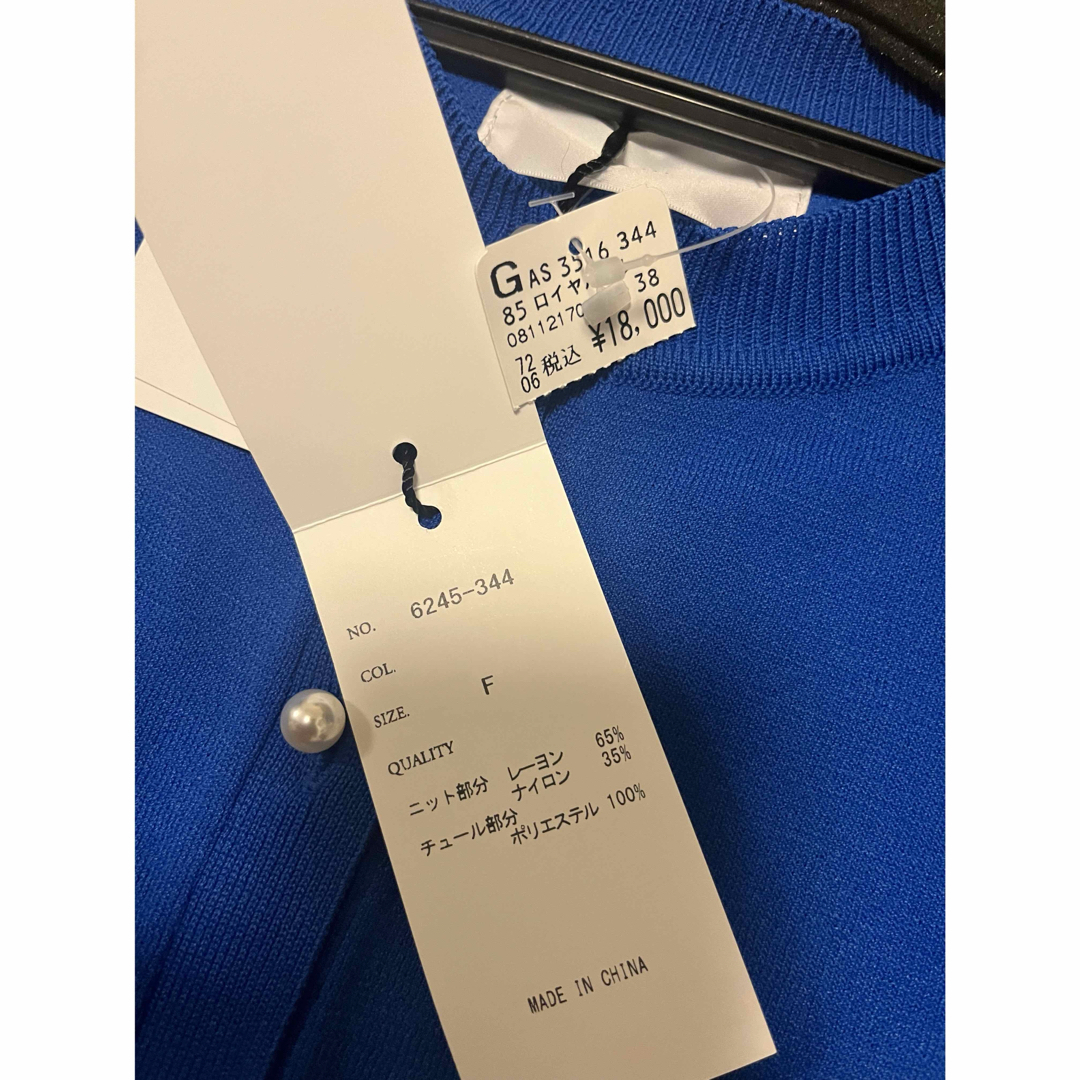 G AS 3516 344
85 ロイヤ 38
08112170
¥18,000
72
06 税込
NO. 6245-344
COL.
SIZE. F
QUALITY
ニット部分 レーヨン 65%
ナイロン 35%
チュール部分
ポリエステル 100%
MADE IN CHINA